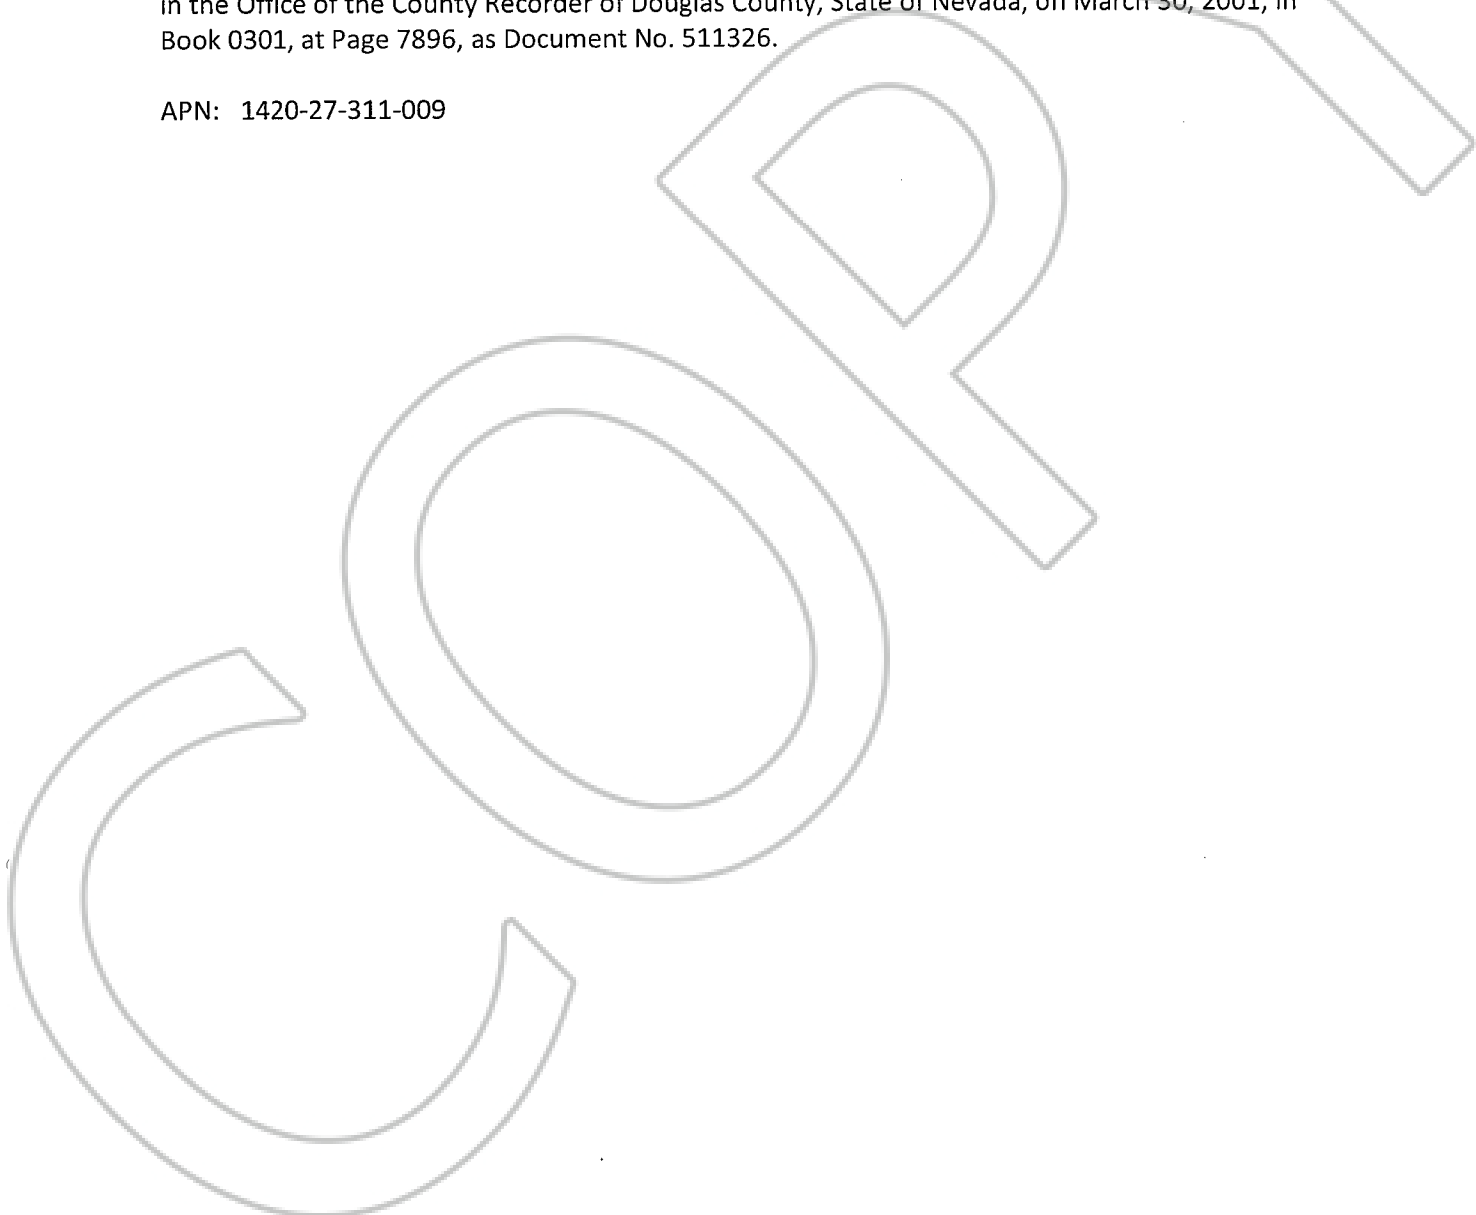 in the Office of the County Recorder of Douglas County, State of Nevada, on March 30, 2001, in
Book 0301, at Page 7896, as Document No. 511326.
APN: 1420-27-311-009
COPY